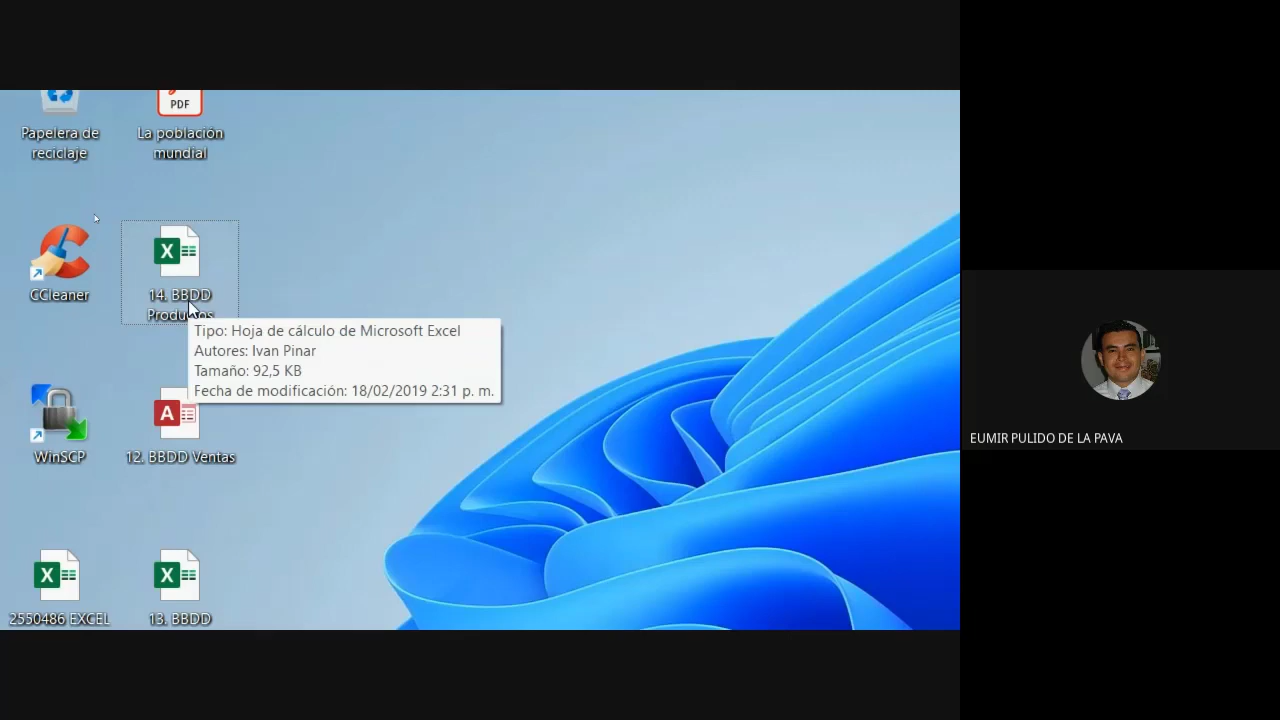 PDF
Papelera de
reciclaje
La población
mundial
CCleaner
14. BBDD
Productos
Tipo: Hoja de cálculo de Microsoft Excel
Autores: Ivan Pinar
Tamaño: 92,5 KB
Fecha de modificación: 18/02/2019 2:31 p. m.
WinSCP
12. BBDD Ventas
2550486 EXCEL
13. BBDD
EUMIR PULIDO DE LA PAVA